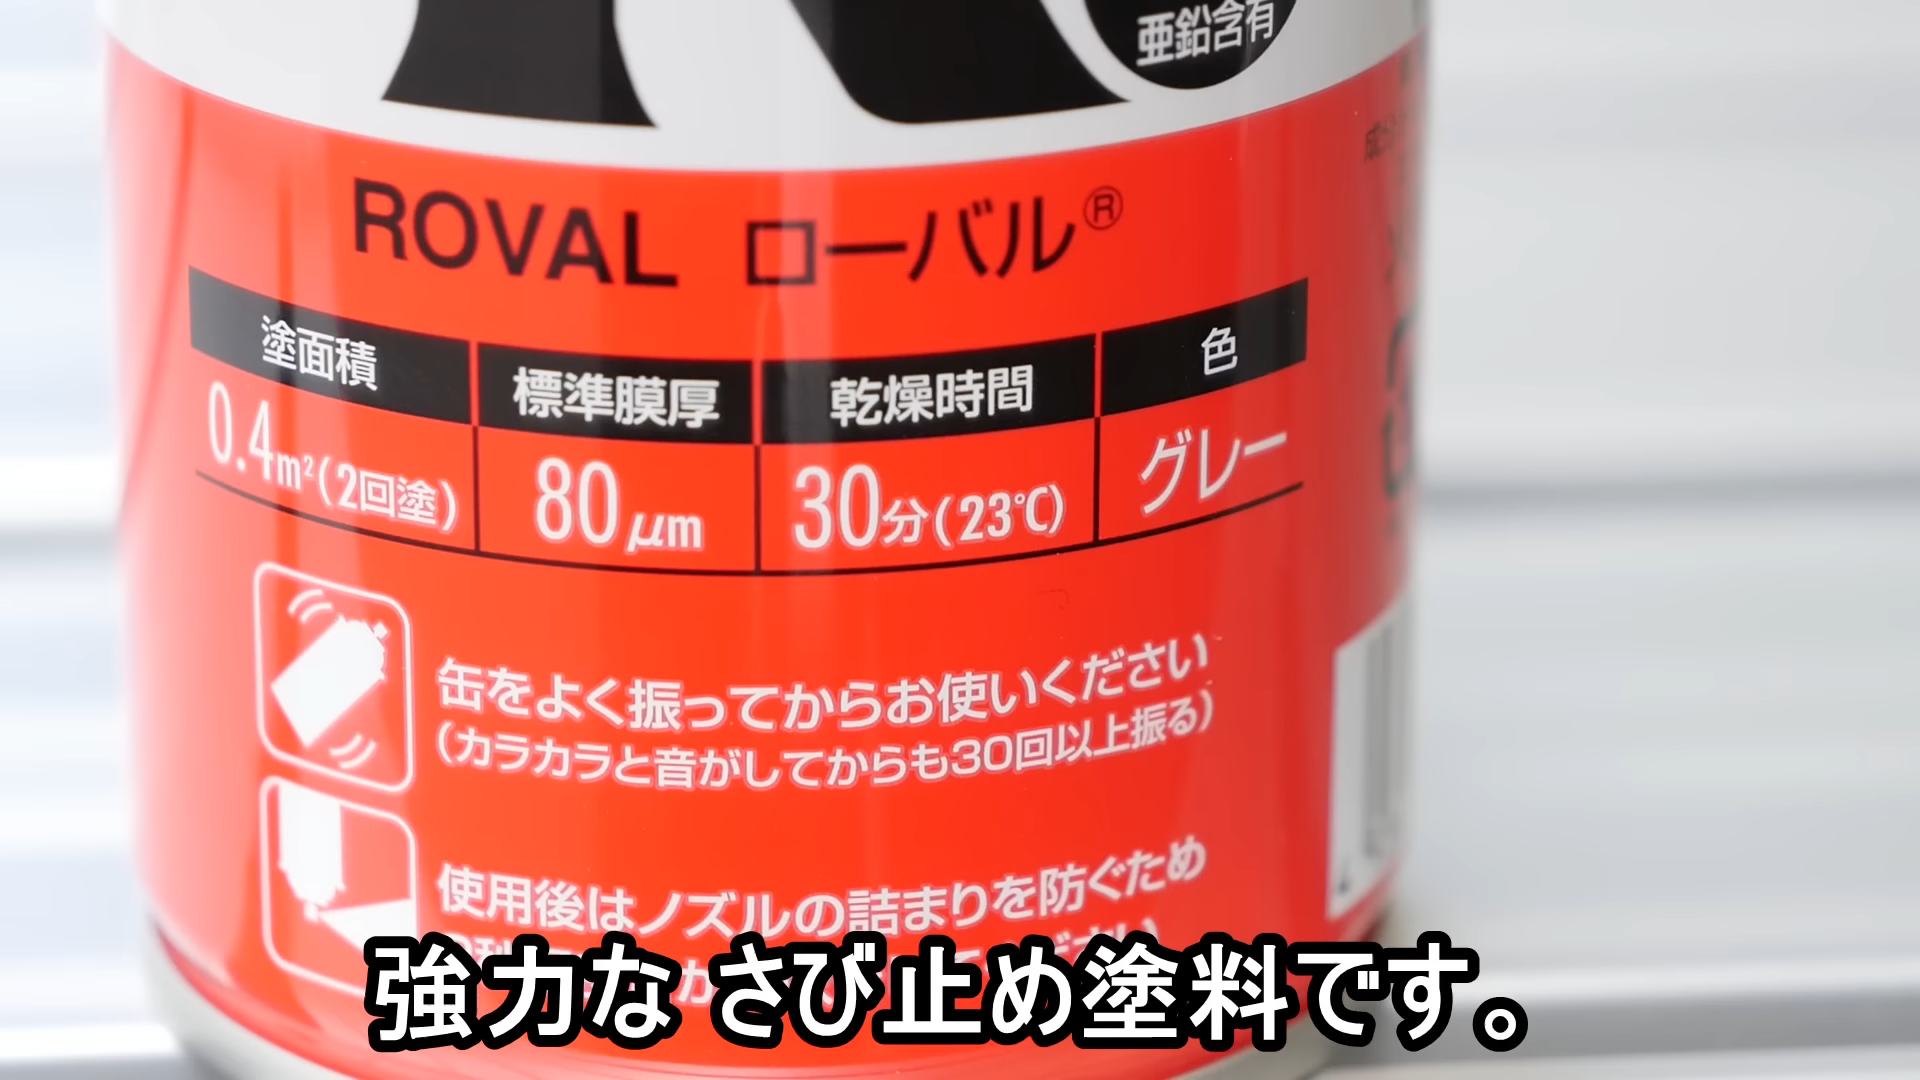 亜鉛含有
ROVAL ローバル®
塗面積 標準膜厚 乾燥時間 色
0.4m²(2回塗) 80μm 30分(23℃) グレー
缶をよく振ってからお使いください
(カラカラと音がしてからも30回以上振る)
使用後はノズルの詰まりを防ぐため
強力な さび止め塗料です。